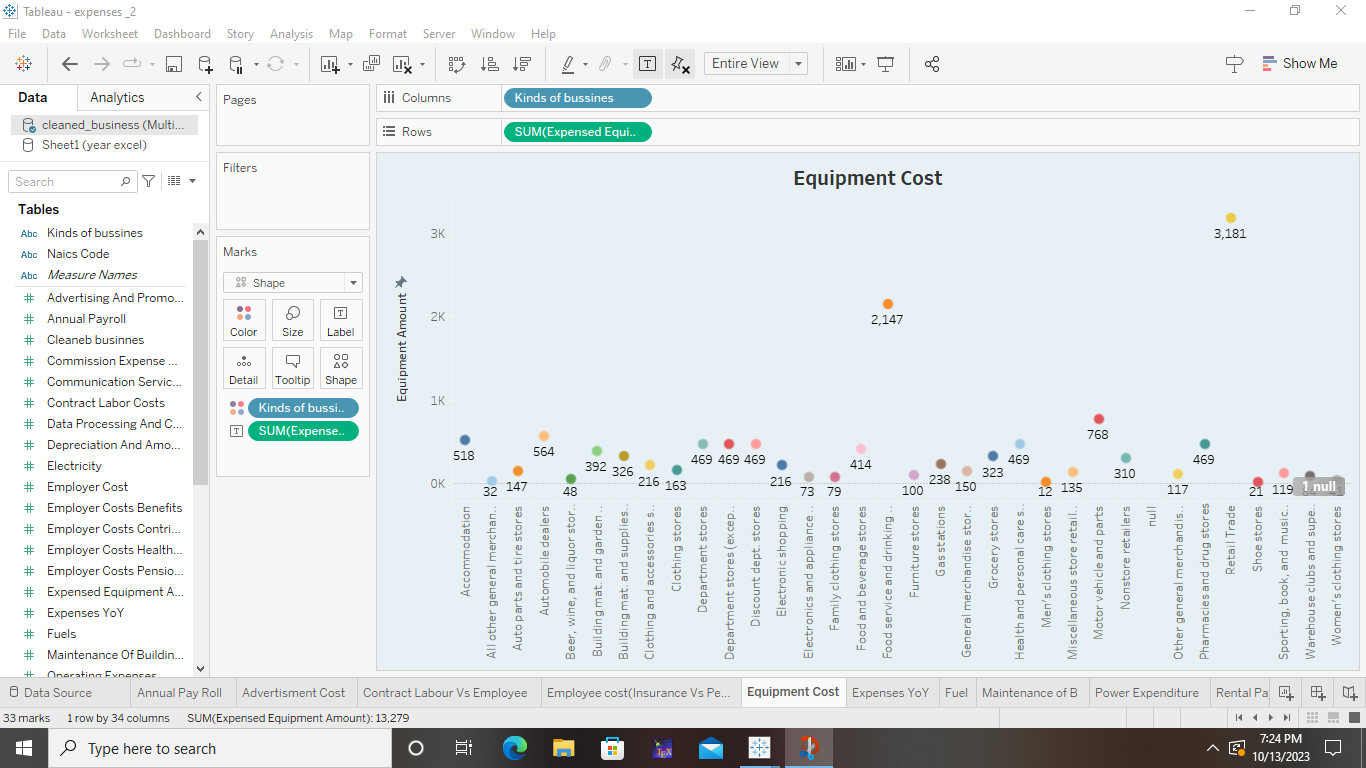 Tableau - expenses _2
File Data Worksheet Dashboard Story Analysis Map Format Server Window Help
Entire View
Show Me
Data Analytics
cleaned_business (Multi...
Sheet1 (year excel)
Search
Tables
Abc Kinds of bussines
Abc Naics Code
Abc Measure Names
Advertising And Promo...
Annual Payroll
Cleaneb businnes
Commission Expense ...
Communication Servic...
Contract Labor Costs
Data Processing And C...
Depreciation And Amo...
Electricity
Employer Cost
Employer Costs Benefits
Employer Costs Contri...
Employer Costs Health...
Employer Costs Pensio...
Expensed Equipment A...
Expenses YoY
Fuels
Maintenance Of Buildin...
Operating Expenses
Pages
Filters
Marks
Shape
Color Size Label
Detail Tooltip Shape
Kinds of bussi..
SUM(Expense..
Columns Kinds of bussines
Rows SUM(Expensed Equi..
Equipment Cost
Equipment Amount
3K
2K
1K
0K
518
32
147
564
48
392
326
216
163
469
469
469
216
73
79
414
2,147
100
238
150
323
469
12
135
768
310
117
469
3,181
21
119
84
41
1 null
Accommodation
All other general merchan..
Auto parts and tire stores
Automobile dealers
Beer, wine, and liquor stor..
Building mat. and garden ..
Building mat. and supplies..
Clothing and accessories s..
Clothing stores
Department stores
Department stores (excep..
Discount dept. stores
Electronic shopping
Electronics and appliance ..
Family clothing stores
Food and beverage stores
Food service and drinking ..
Furniture stores
Gas stations
General merchandise stor..
Grocery stores
Health and personal care s..
Men's clothing stores
Miscellaneous store retail..
Motor vehicle and parts
Nonstore retailers
null
Other general merchandis..
Pharmacies and drug stores
Retail Trade
Shoe stores
Sporting, book, and music..
Warehouse clubs and supe..
Women's clothing stores
Data Source Annual Pay Roll Advertisment Cost Contract Labour Vs Employee Employee cost(Insurance Vs Pe... Equipment Cost Expenses YoY Fuel Maintenance of B Power Expenditure Rental Pa
33 marks 1 row by 34 columns SUM(Expensed Equipment Amount): 13,279
Type here to search
7:24 PM
10/13/2023